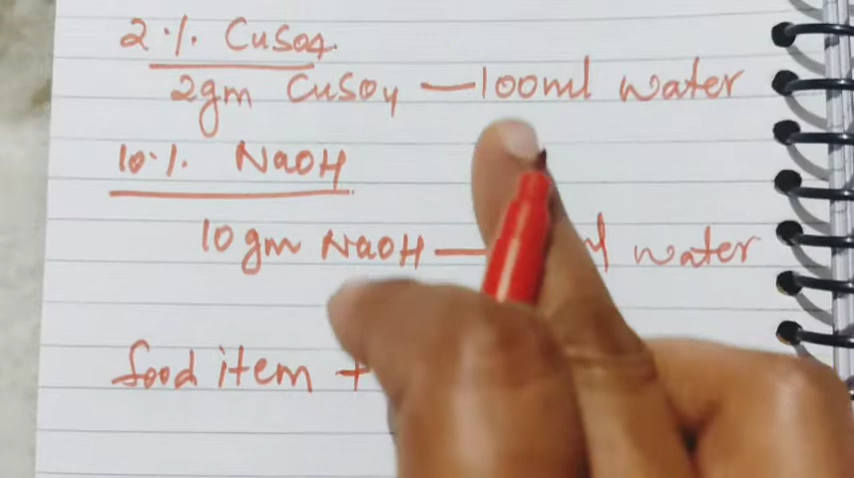 2·/. CuSO4.
2gm CuSO4 — 100ml water
10·/. NaOH
10gm NaOH — water
food item +